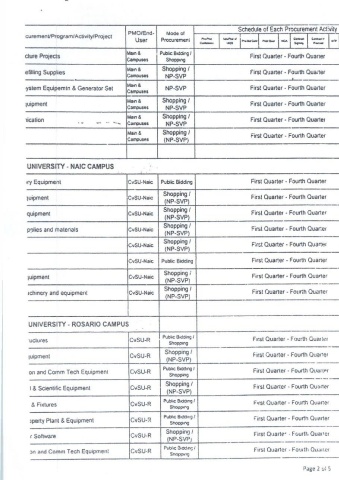 curement/Program/Activity/Project PMO/End-User Mode of Procurement Schedule of Each Procurement Activity
cture Projects Main & Campuses Public Bidding / Shopping First Quarter - Fourth Quarter
efilling Supplies Main & Campuses Shopping / NP-SVP First Quarter - Fourth Quarter
ystem Equipemin & Generator Set Main & Campuses NP-SVP First Quarter - Fourth Quarter
uipment Main & Campuses Shopping / NP-SVP First Quarter - Fourth Quarter
nication Main & Campuses Shopping / (NP-SVP) First Quarter - Fourth Quarter
Main & Campuses Shopping / (NP-SVP) First Quarter - Fourth Quarter
UNIVERSITY - NAIC CAMPUS
ry Equipment CvSU-Naic Public Bidding First Quarter - Fourth Quarter
uipment CvSU-Naic Shopping / (NP-SVP) First Quarter - Fourth Quarter
quipment CvSU-Naic Shopping / (NP-SVP) First Quarter - Fourth Quarter
pplies and materials CvSU-Naic Shopping / (NP-SVP) First Quarter - Fourth Quarter
CvSU-Naic Shopping / (NP-SVP) First Quarter - Fourth Quarter
CvSU-Naic Public Bidding First Quarter - Fourth Quarter
uipment CvSU-Naic Shopping / (NP-SVP) First Quarter - Fourth Quarter
achinery and equipment CvSU-Naic Shopping / (NP-SVP) First Quarter - Fourth Quarter
UNIVERSITY - ROSARIO CAMPUS
uctures CvSU-R Public Bidding / Shopping First Quarter - Fourth Quarter
uipment CvSU-R Shopping / (NP-SVP) First Quarter - Fourth Quarter
on and Comm Tech Equipment CvSU-R Public Bidding / Shopping First Quarter - Fourth Quarter
l & Scientific Equipment CvSU-R Public Bidding / Shopping First Quarter - Fourth Quarter
& Fixtures CvSU-R Public Bidding / Shopping First Quarter - Fourth Quarter
operty Plant & Equipment CvSU-R Public Bidding / Shopping First Quarter - Fourth Quarter
r Software CvSU-R Shopping / (NP-SVP) First Quarter - Fourth Quarter
on and Comm Tech Equipment CvSU-R Public Bidding / Shopping First Quarter - Fourth Quarter
Page 2 of 5